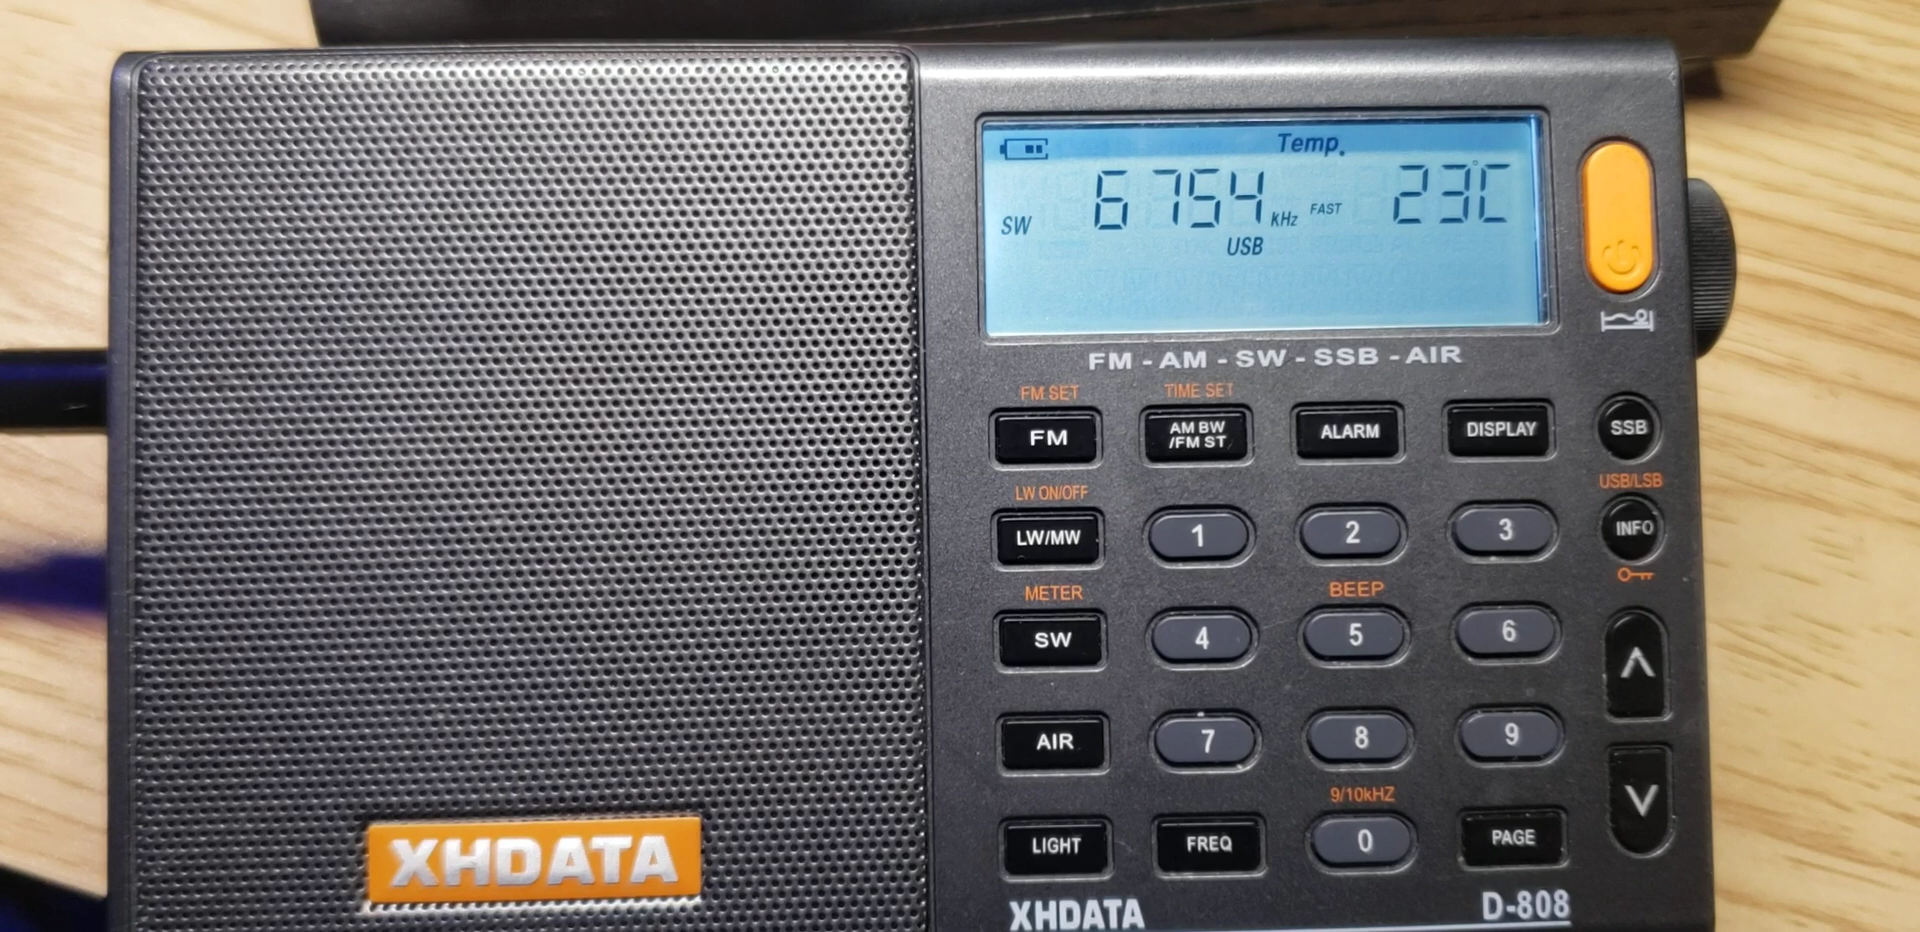 Temp.
SW 6754 kHz FAST 23°C
USB
FM - AM - SW - SSB - AIR
FM SET TIME SET
FM AM BW /FM ST ALARM DISPLAY SSB
LW ON/OFF USB/LSB
LW/MW 1 2 3 INFO
METER BEEP
SW 4 5 6
AIR 7 8 9
9/10kHZ
LIGHT FREQ 0 PAGE
XHDATA
XHDATA D-808